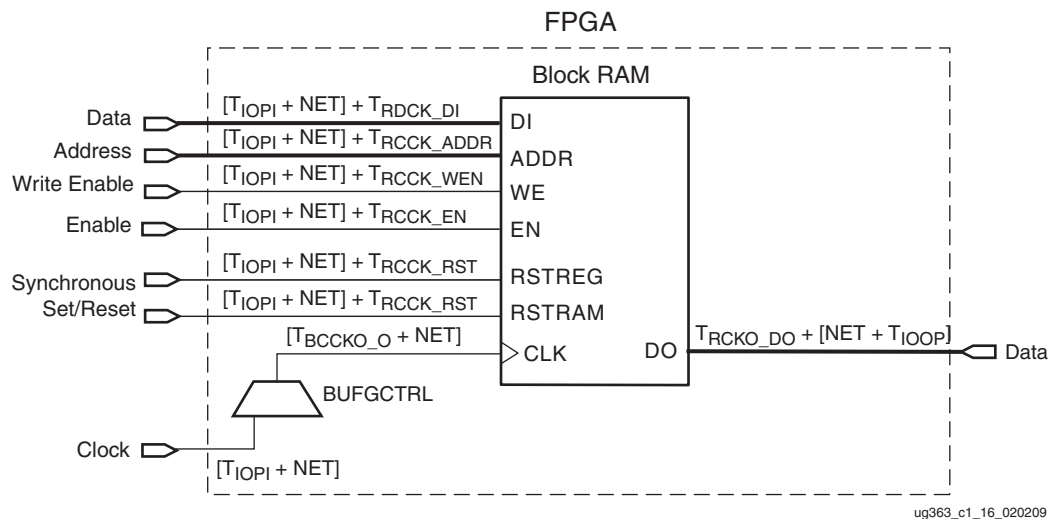 FPGA
Block RAM
Data
[TIOPI + NET] + TRDCK_DI
DI
Address
[TIOPI + NET] + TRCCK_ADDR
ADDR
Write Enable
[TIOPI + NET] + TRCCK_WEN
WE
Enable
[TIOPI + NET] + TRCCK_EN
EN
Synchronous
Set/Reset
[TIOPI + NET] + TRCCK_RST
RSTREG
[TIOPI + NET] + TRCCK_RST
RSTRAM
[TBCCKO_O + NET]
CLK
DO
TRCKO_DO + [NET + TIOOP]
Data
BUFGCTRL
Clock
[TIOPI + NET]
ug363_c1_16_020209